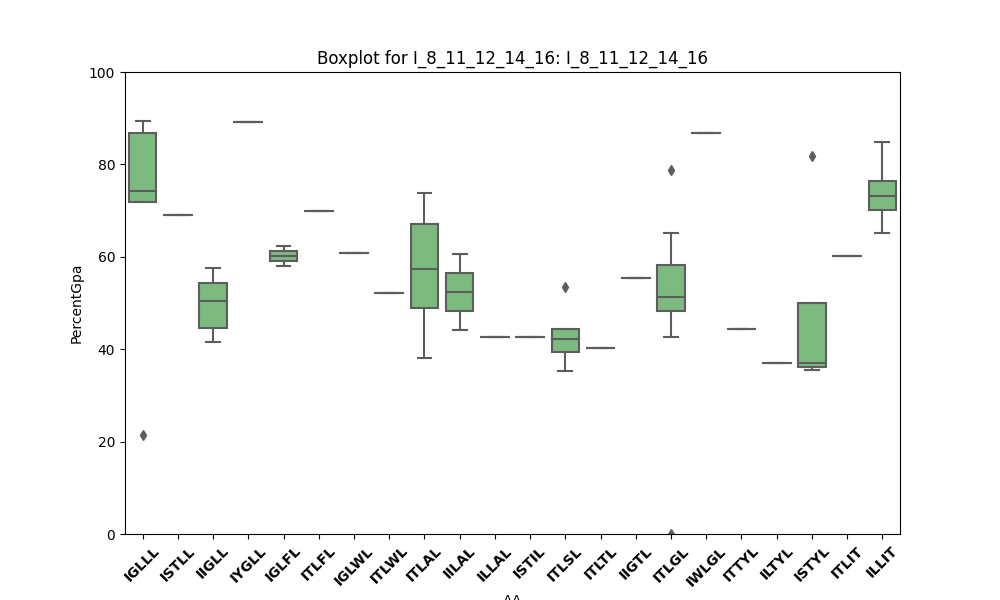 Boxplot for I_8_11_12_14_16: I_8_11_12_14_16
100
80
60
40
20
0
PercentGpa
IGLLL
ISTLL
IIGLL
IYGLL
IGLFL
ITLFL
IGLWL
ITLWL
ITLAL
IILAL
ILLAL
ISTIL
ITLSL
ITLTL
IIGTL
ITLGL
IWLGL
ITTYL
ILTYL
ISTYL
ITLIT
ILLIT
AA